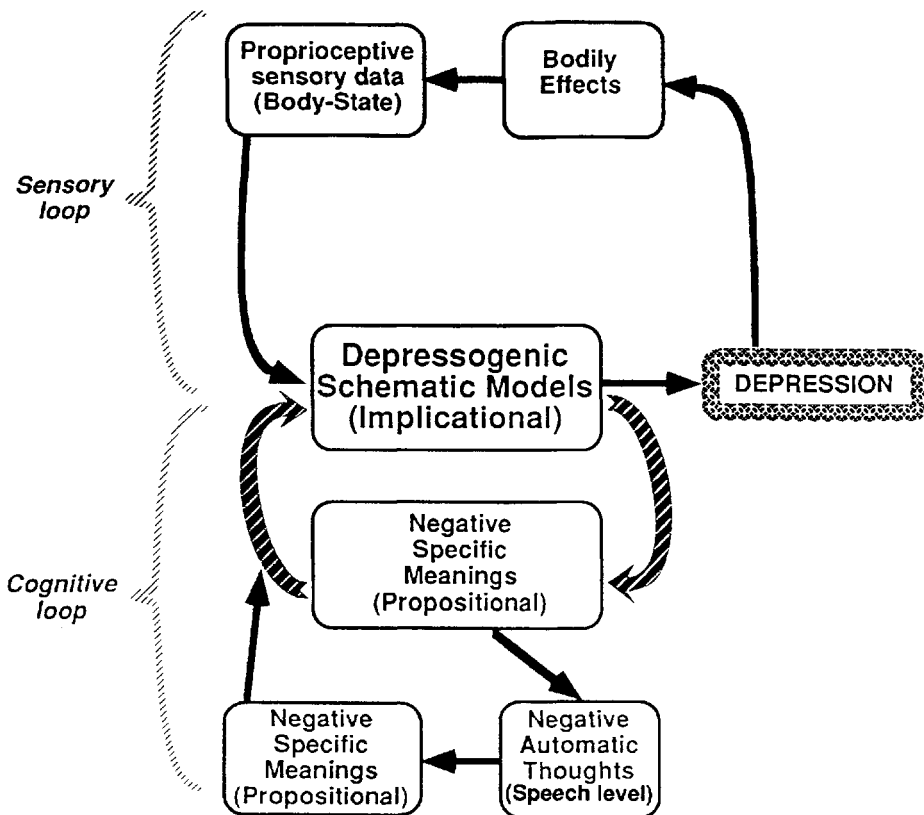 Proprioceptive
sensory data
(Body-State)
Bodily
Effects
Sensory
loop
Depressogenic
Schematic Models
(Implicational)
DEPRESSION
Negative
Specific
Meanings
(Propositional)
Cognitive
loop
Negative
Specific
Meanings
(Propositional)
Negative
Automatic
Thoughts
(Speech level)